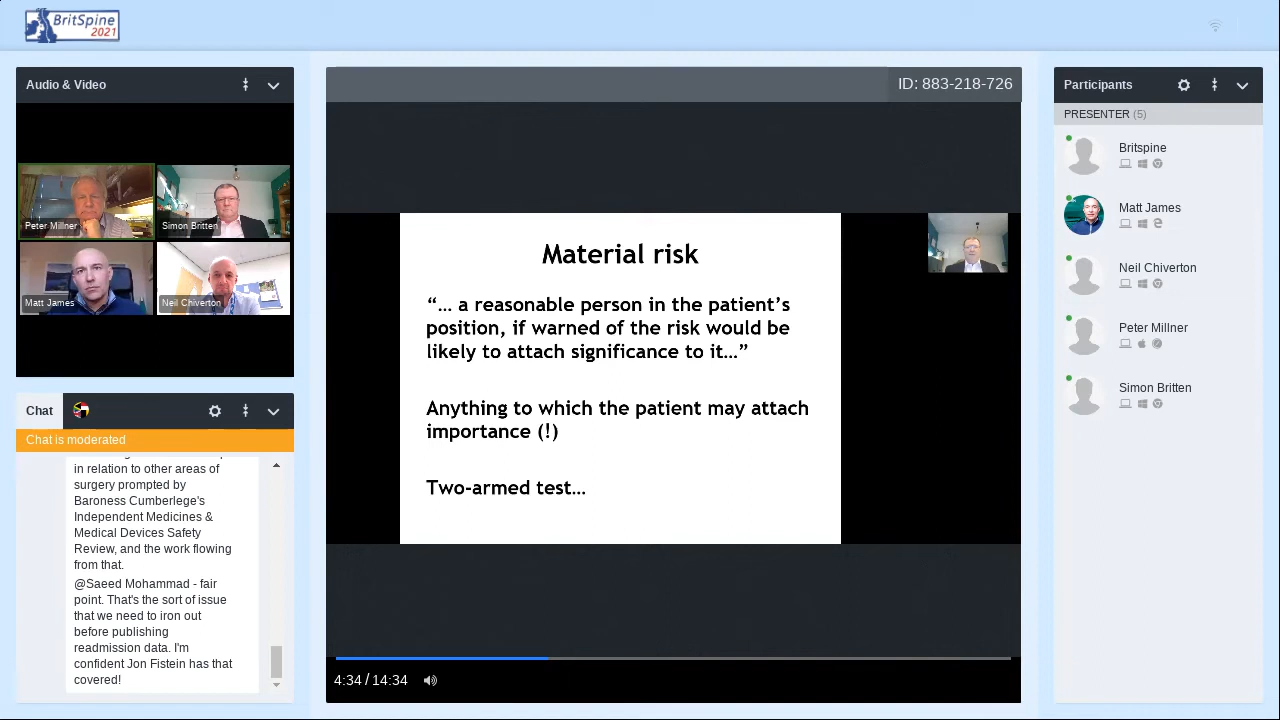 BritSpine
2021
Audio & Video
Peter Millner
Simon Britten
Matt James
Neil Chiverton
Chat
Chat is moderated
in relation to other areas of
surgery prompted by
Baroness Cumberlege's
Independent Medicines &
Medical Devices Safety
Review, and the work flowing
from that.
@Saeed Mohammad - fair
point. That's the sort of issue
that we need to iron out
before publishing
readmission data. I'm
confident Jon Fistein has that
covered!
ID: 883-218-726
Material risk
“… a reasonable person in the patient’s
position, if warned of the risk would be
likely to attach significance to it…”
Anything to which the patient may attach
importance (!)
Two-armed test…
4:34 / 14:34
Participants
PRESENTER (5)
Britspine
Matt James
Neil Chiverton
Peter Millner
Simon Britten